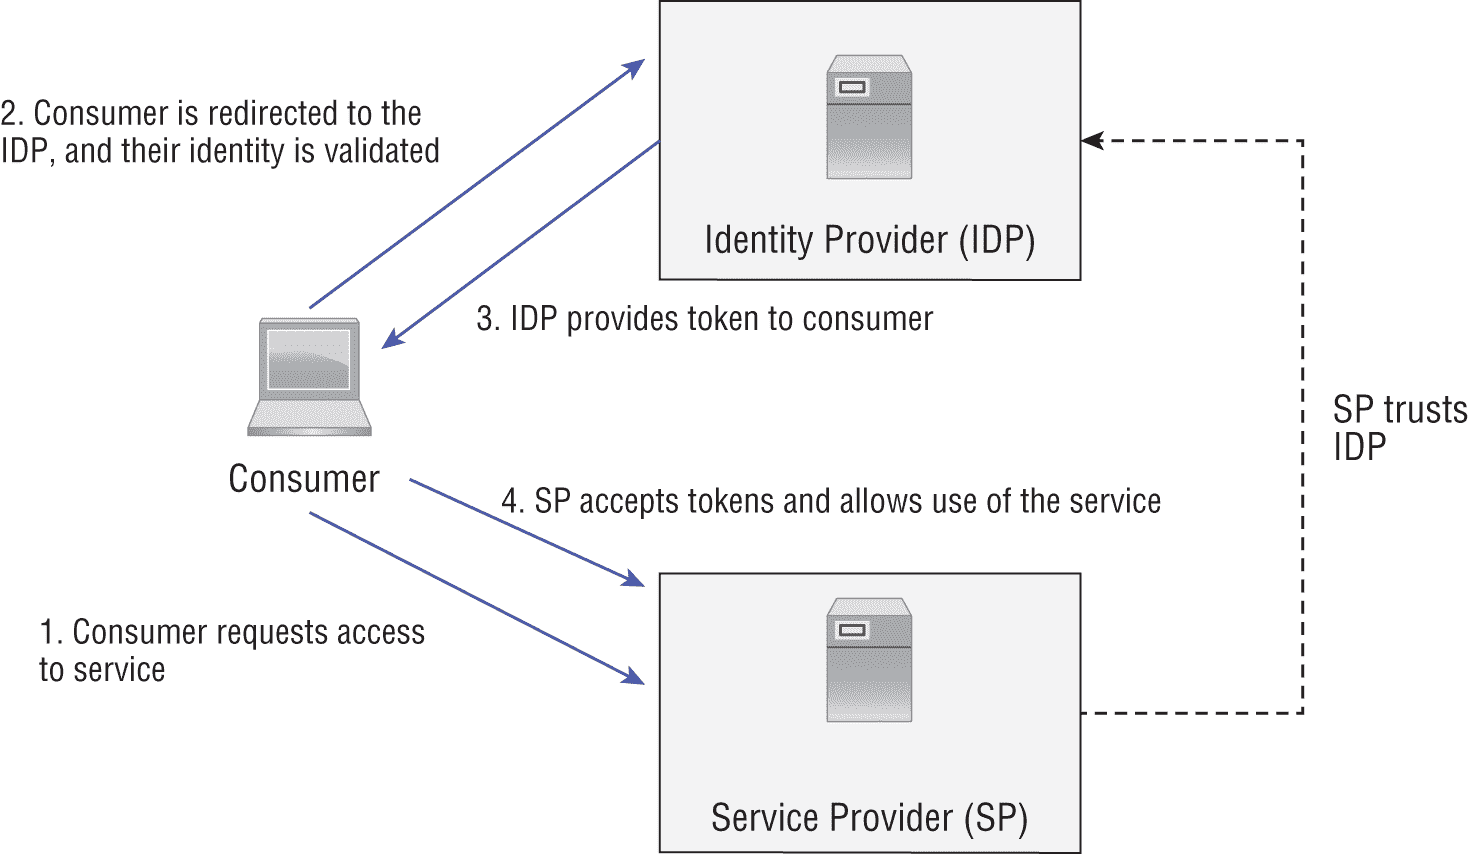 2. Consumer is redirected to the
IDP, and their identity is validated
Identity Provider (IDP)
3. IDP provides token to consumer
SP trusts
IDP
Consumer
4. SP accepts tokens and allows use of the service
1. Consumer requests access
to service
Service Provider (SP)